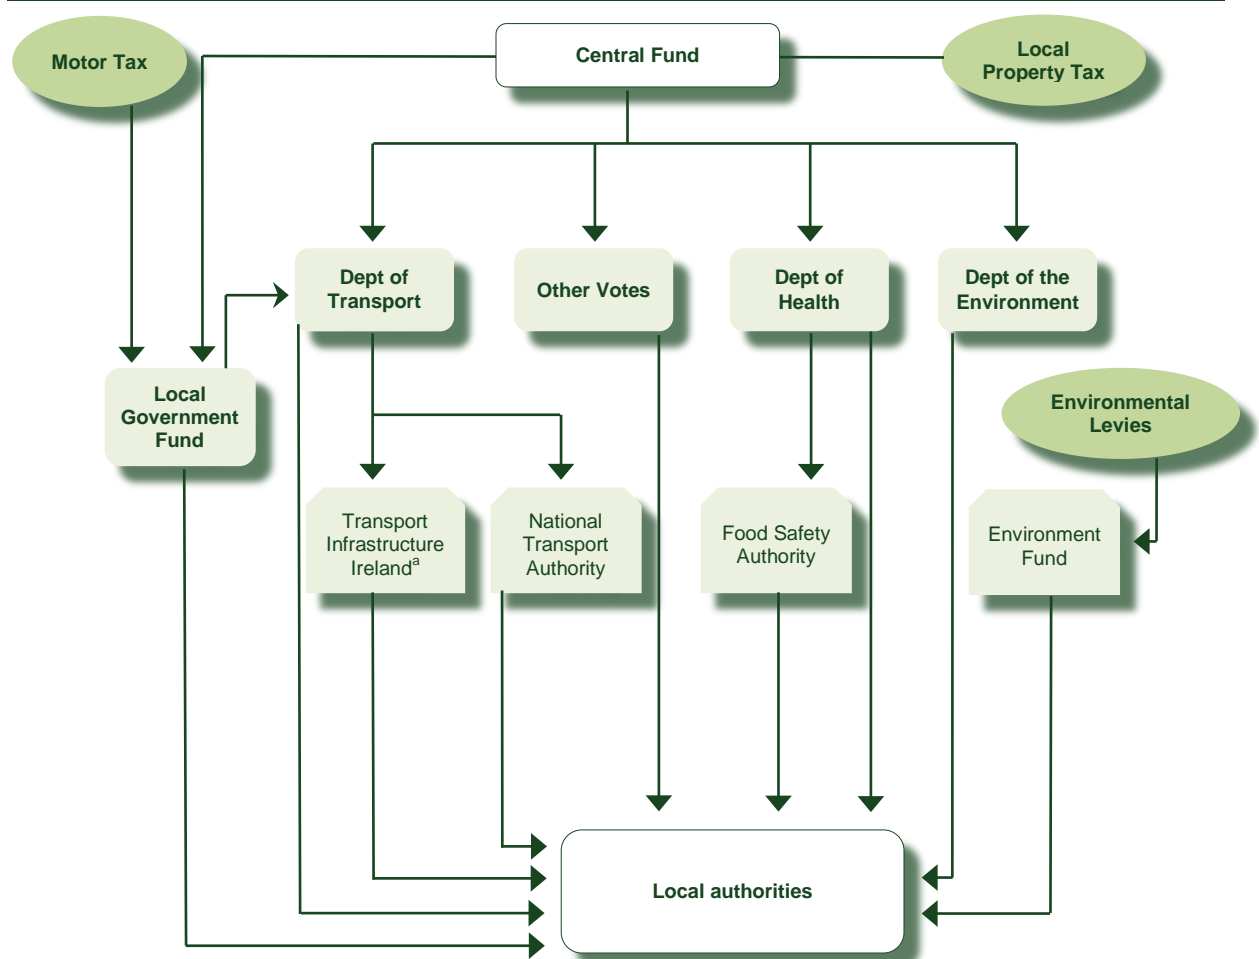 Motor Tax
Central Fund
Local
Property Tax
Dept of
Transport
Other Votes
Dept of
Health
Dept of the
Environment
Local
Government
Fund
Environmental
Levies
Transport
Infrastructure
Irelandᵃ
National
Transport
Authority
Food Safety
Authority
Environment
Fund
Local authorities